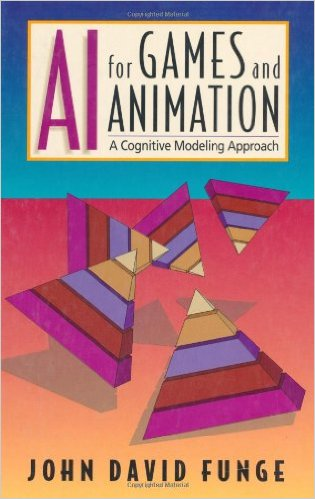 AI for GAMES and
ANIMATION
A Cognitive Modeling Approach
JOHN DAVID FUNGE